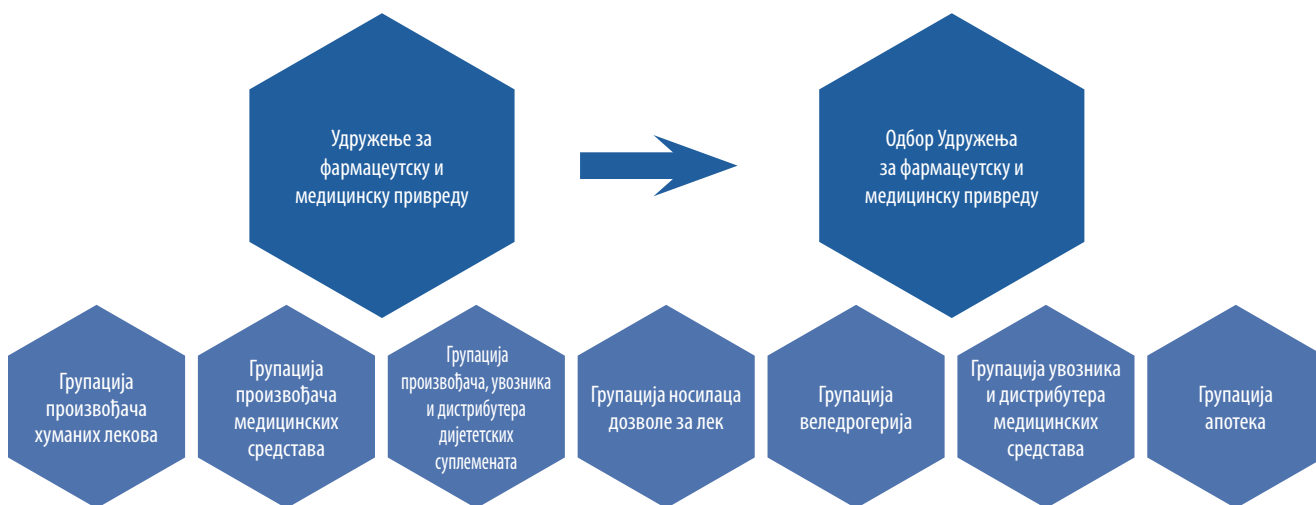 Удружење за
фармацеутску и
медицинску привреду
Одбор Удружења
за фармацеутску и
медицинску привреду
Групација
произвођача
хуманих лекова
Групација
произвођача
медицинских
средстава
Групација
произвођача, увозника
и дистрибутера
дијететских
суплемената
Групација носилаца
дозволе за лек
Групација
веледрогерија
Групација увозника
и дистрибутера
медицинских
средстава
Групација
апотека